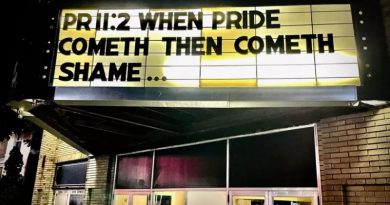 PR 11:2 WHEN PRIDE
COMETH THEN COMETH
SHAME...